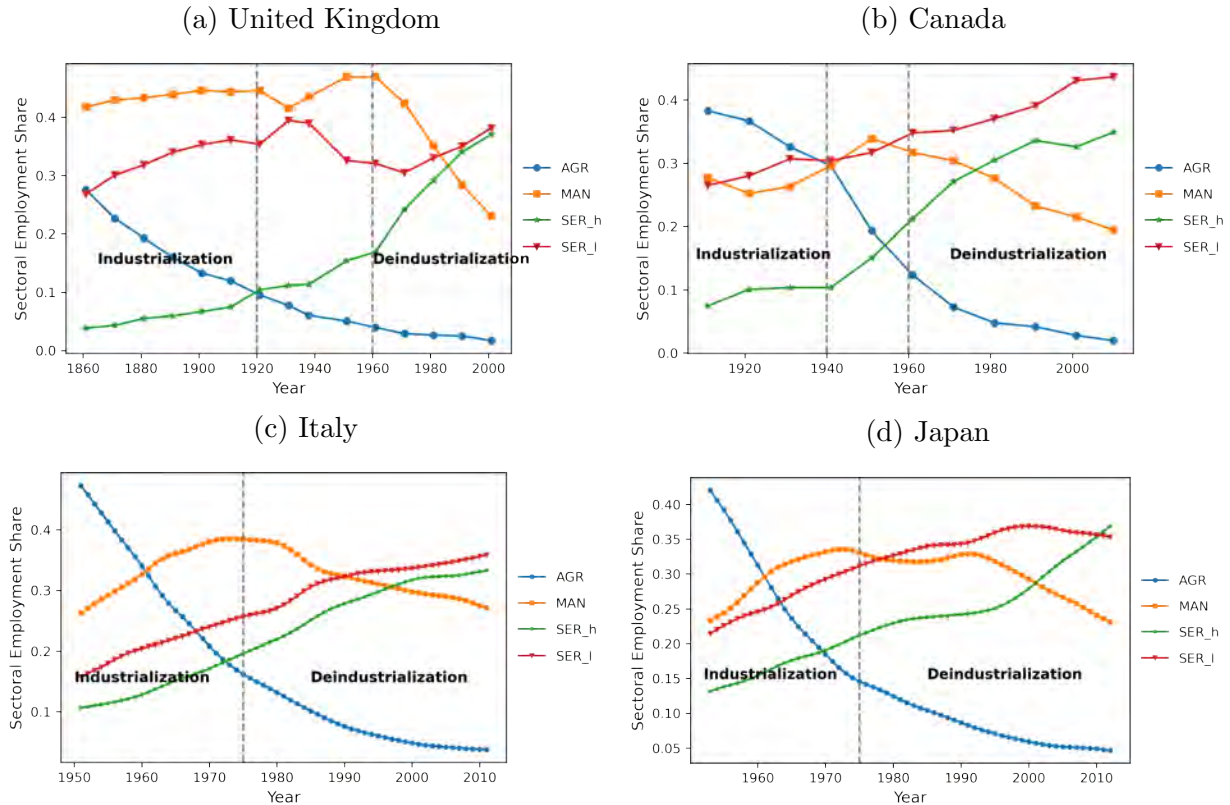 (a) United Kingdom
Sectoral Employment Share
0.4
0.3
0.2
0.1
0.0
Industrialization
Deindustrialization
AGR
MAN
SER_h
SER_l
1860 1880 1900 1920 1940 1960 1980 2000
Year
(b) Canada
Sectoral Employment Share
0.4
0.3
0.2
0.1
0.0
Industrialization
Deindustrialization
AGR
MAN
SER_h
SER_l
1920 1940 1960 1980 2000
Year
(c) Italy
Sectoral Employment Share
0.4
0.3
0.2
0.1
Industrialization
Deindustrialization
AGR
MAN
SER_h
SER_l
1950 1960 1970 1980 1990 2000 2010
Year
(d) Japan
Sectoral Employment Share
0.40
0.35
0.30
0.25
0.20
0.15
0.10
0.05
Industrialization
Deindustrialization
AGR
MAN
SER_h
SER_l
1960 1970 1980 1990 2000 2010
Year